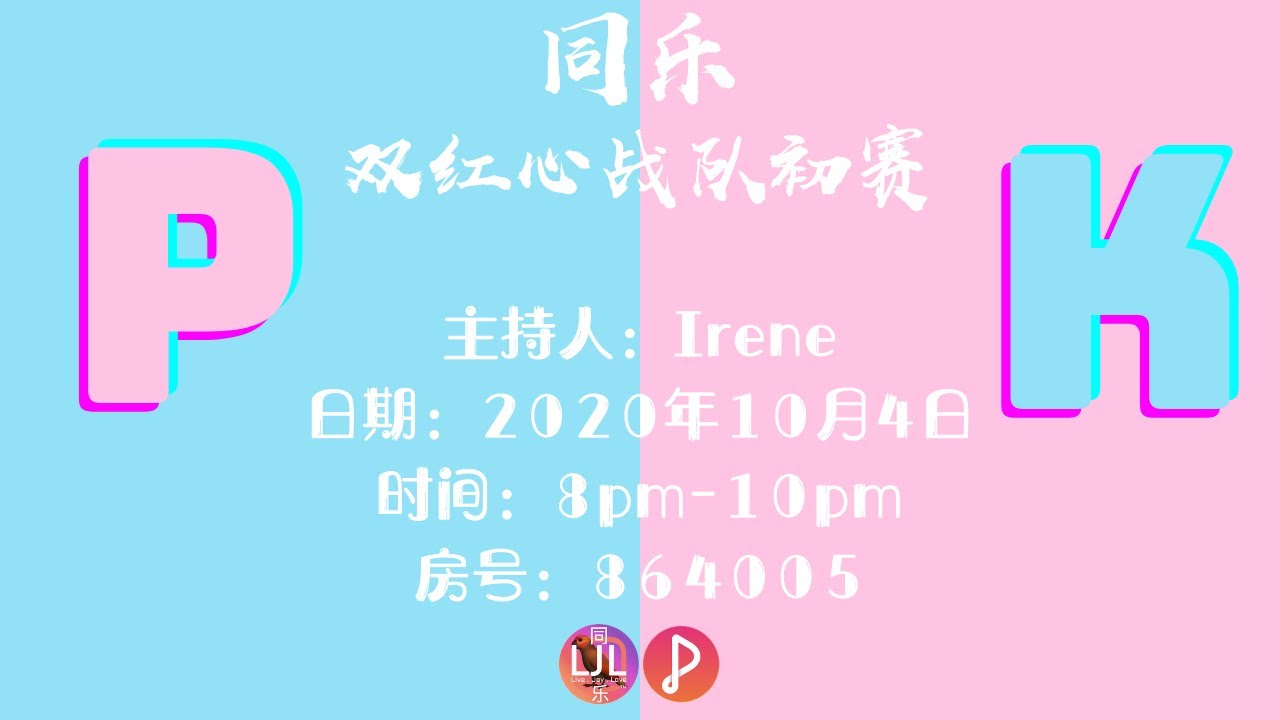 同乐
双红心战队初赛
P
K
主持人：Irene
日期：2020年10月4日
时间：8pm-10pm
房号：864005
同
LJL
Live Joy Love
乐